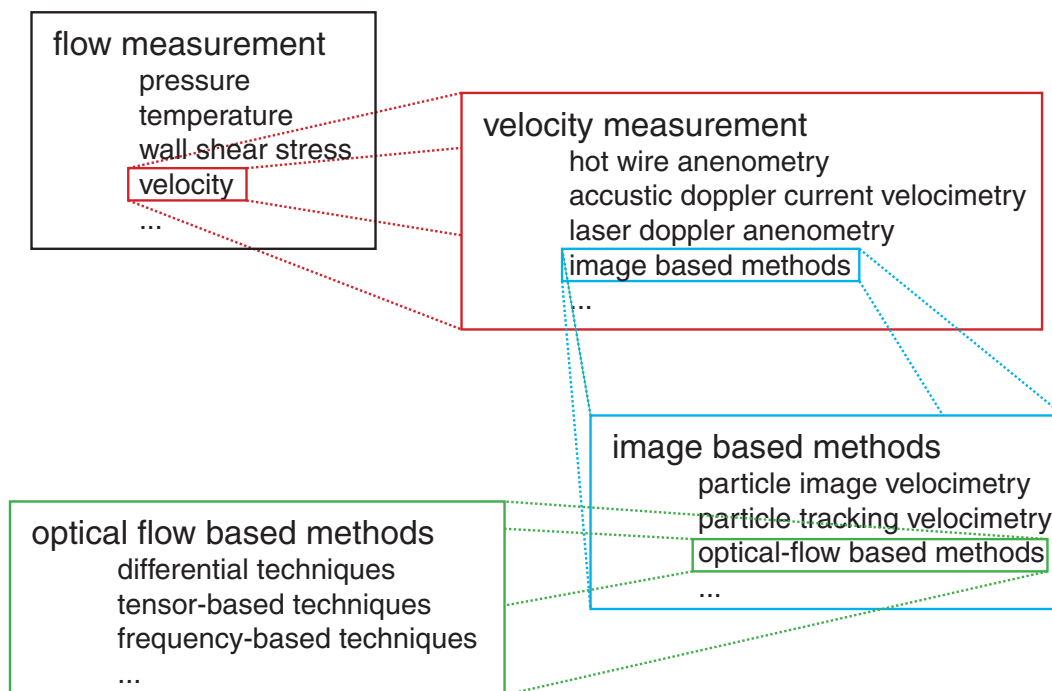 flow measurement
pressure
temperature
wall shear stress
velocity
...
velocity measurement
hot wire anenometry
accustic doppler current velocimetry
laser doppler anenometry
image based methods
...
image based methods
particle image velocimetry
particle tracking velocimetry
optical-flow based methods
...
optical flow based methods
differential techniques
tensor-based techniques
frequency-based techniques
...